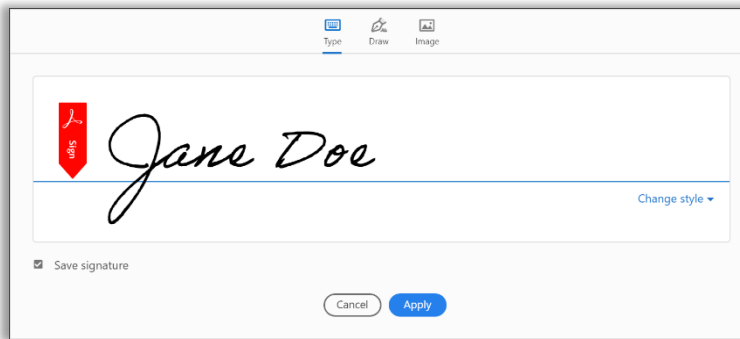 Type Draw Image
Sign
Jane Doe
Change style
Save signature
Cancel Apply